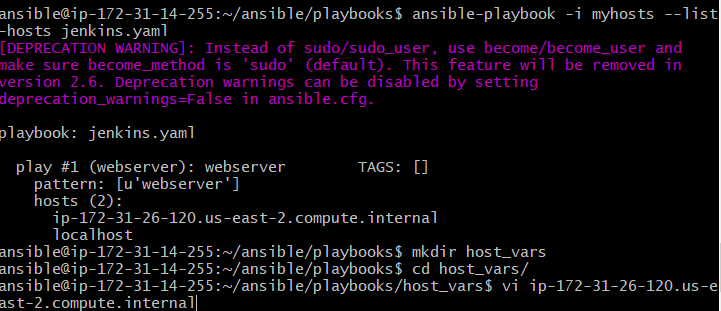 ansible@ip-172-31-14-255:~/ansible/playbooks$ ansible-playbook -i myhosts --list
-hosts jenkins.yaml
[DEPRECATION WARNING]: Instead of sudo/sudo_user, use become/become_user and
make sure become_method is 'sudo' (default). This feature will be removed in
version 2.6. Deprecation warnings can be disabled by setting
deprecation_warnings=False in ansible.cfg.
playbook: jenkins.yaml
play #1 (webserver): webserver TAGS: []
pattern: [u'webserver']
hosts (2):
ip-172-31-26-120.us-east-2.compute.internal
localhost
ansible@ip-172-31-14-255:~/ansible/playbooks$ mkdir host_vars
ansible@ip-172-31-14-255:~/ansible/playbooks$ cd host_vars/
ansible@ip-172-31-14-255:~/ansible/playbooks/host_vars$ vi ip-172-31-26-120.us-e
ast-2.compute.internal